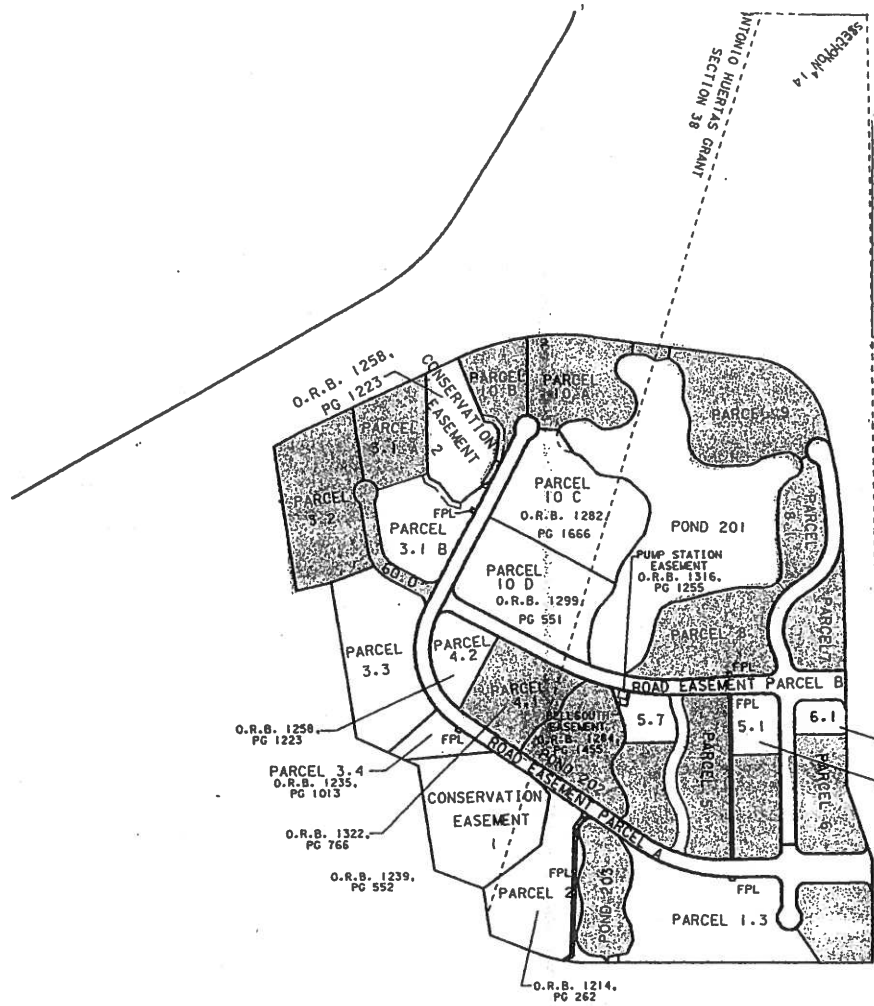 ANTONIO HUERTAS GRANT
SECTION 38
O.R.B. 1258,
PG 1223
CONSERVATION
EASEMENT
2
PARCEL
10 B
PARCEL
10 A
PARCEL 9
PARCEL
3.1 A
PARCEL
3.2
PARCEL
10 C
O.R.B. 1282,
PG 1666
FPL
PARCEL
3.1 B
POND 201
PARCEL
8.1
PUMP STATION
EASEMENT
O.R.B. 1316,
PG 1255
PARCEL
10 D
O.R.B. 1299,
PG 551
60.0'
PARCEL 8
PARCEL 7
PARCEL
3.3
PARCEL
4.2
PARCEL
4.1
FPL
ROAD EASEMENT PARCEL B
FPL
5.1
6.1
5.7
BELLSOUTH
EASEMENT
O.R.B. 1284,
PG 1455
O.R.B. 1258,
PG 1223
FPL
POND 202
PARCEL 5
PARCEL 6
PARCEL 3.4
O.R.B. 1235,
PG 1013
ROAD EASEMENT PARCEL A
CONSERVATION
EASEMENT
1
O.R.B. 1322,
PG 766
O.R.B. 1239,
PG 552
FPL
FPL
PARCEL 2
POND 203
PARCEL 1.3
O.R.B. 1214,
PG 262